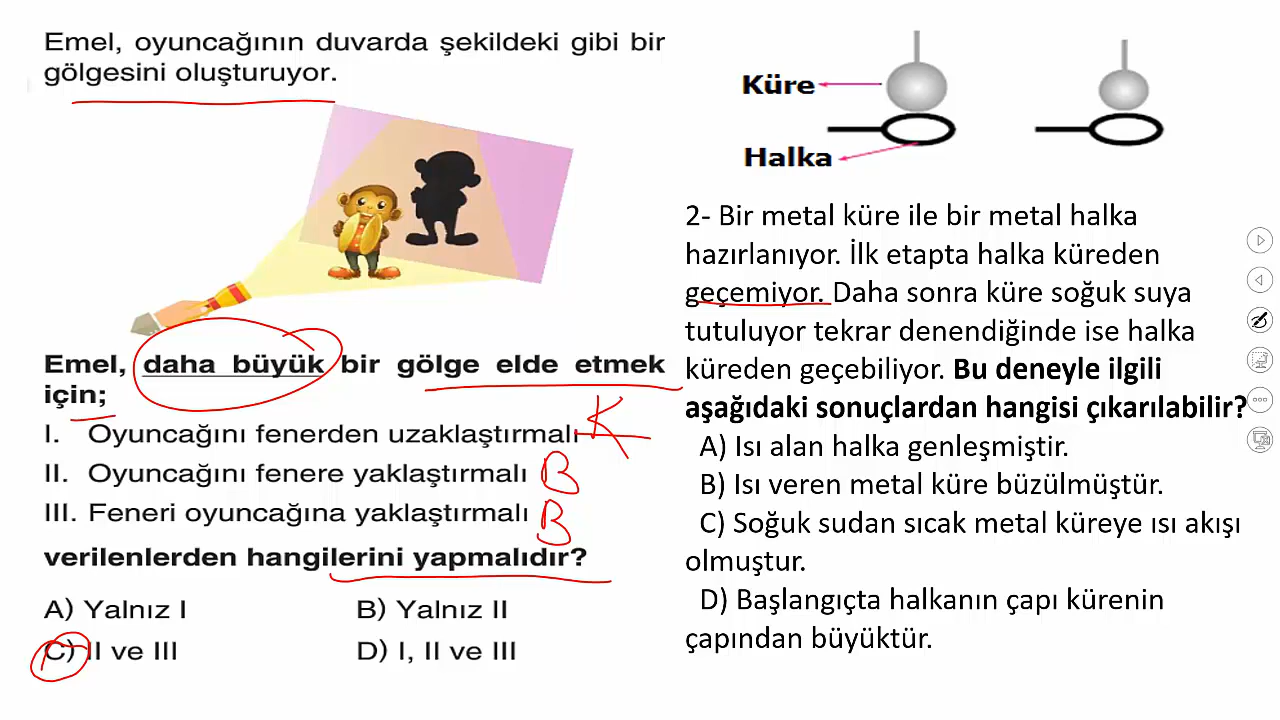 Emel, oyuncağının duvarda şekildeki gibi bir
gölgesini oluşturuyor.
Emel, daha büyük bir gölge elde etmek
için;
I. Oyuncağını fenerden uzaklaştırmalı K
II. Oyuncağını fenere yaklaştırmalı B
III. Feneri oyuncağına yaklaştırmalı B
verilenlerden hangilerini yapmalıdır?
A) Yalnız I B) Yalnız II
C) II ve III D) I, II ve III
Küre
Halka
2- Bir metal küre ile bir metal halka
hazırlanıyor. İlk etapta halka küreden
geçemiyor. Daha sonra küre soğuk suya
tutuluyor tekrar denendiğinde ise halka
küreden geçebiliyor. Bu deneyle ilgili
aşağıdaki sonuçlardan hangisi çıkarılabilir?
A) Isı alan halka genleşmiştir.
B) Isı veren metal küre büzülmüştür.
C) Soğuk sudan sıcak metal küreye ısı akışı
olmuştur.
D) Başlangıçta halkanın çapı kürenin
çapından büyüktür.